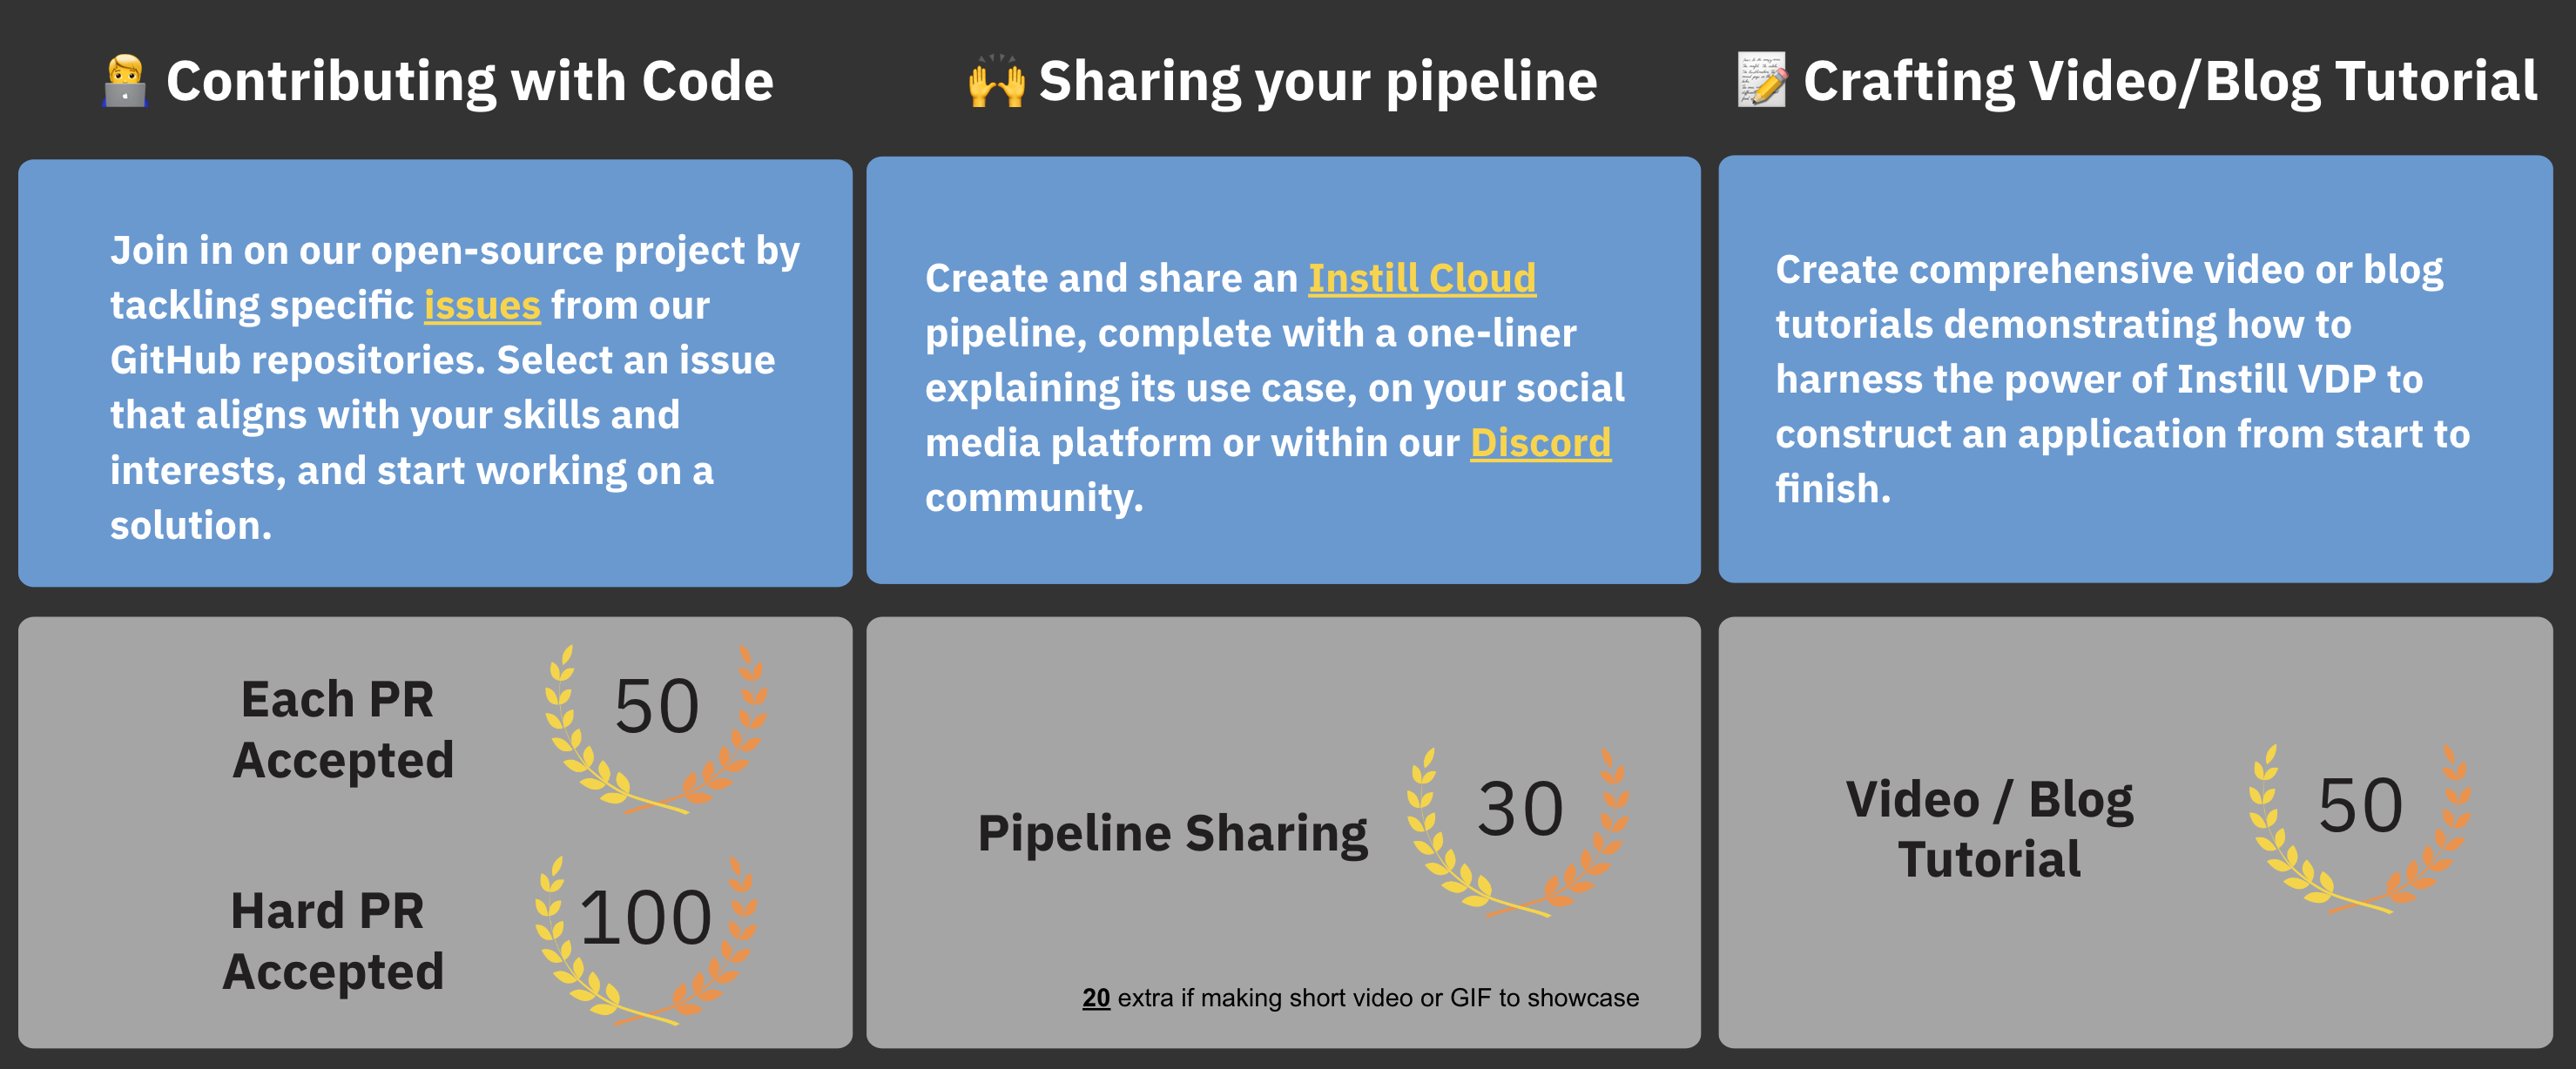 Contributing with Code
Join in on our open-source project by
tackling specific issues from our
GitHub repositories. Select an issue
that aligns with your skills and
interests, and start working on a
solution.
Each PR
Accepted
50
Hard PR
Accepted
100
Sharing your pipeline
Create and share an Instill Cloud
pipeline, complete with a one-liner
explaining its use case, on your social
media platform or within our Discord
community.
Pipeline Sharing
30
20 extra if making short video or GIF to showcase
Crafting Video/Blog Tutorial
Create comprehensive video or blog
tutorials demonstrating how to
harness the power of Instill VDP to
construct an application from start to
finish.
Video / Blog
Tutorial
50